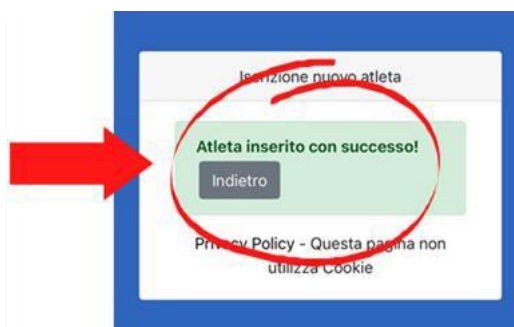 Iscrizione nuovo atleta
Atleta inserito con successo!
Indietro
Privacy Policy - Questa pagina non
utilizza Cookie